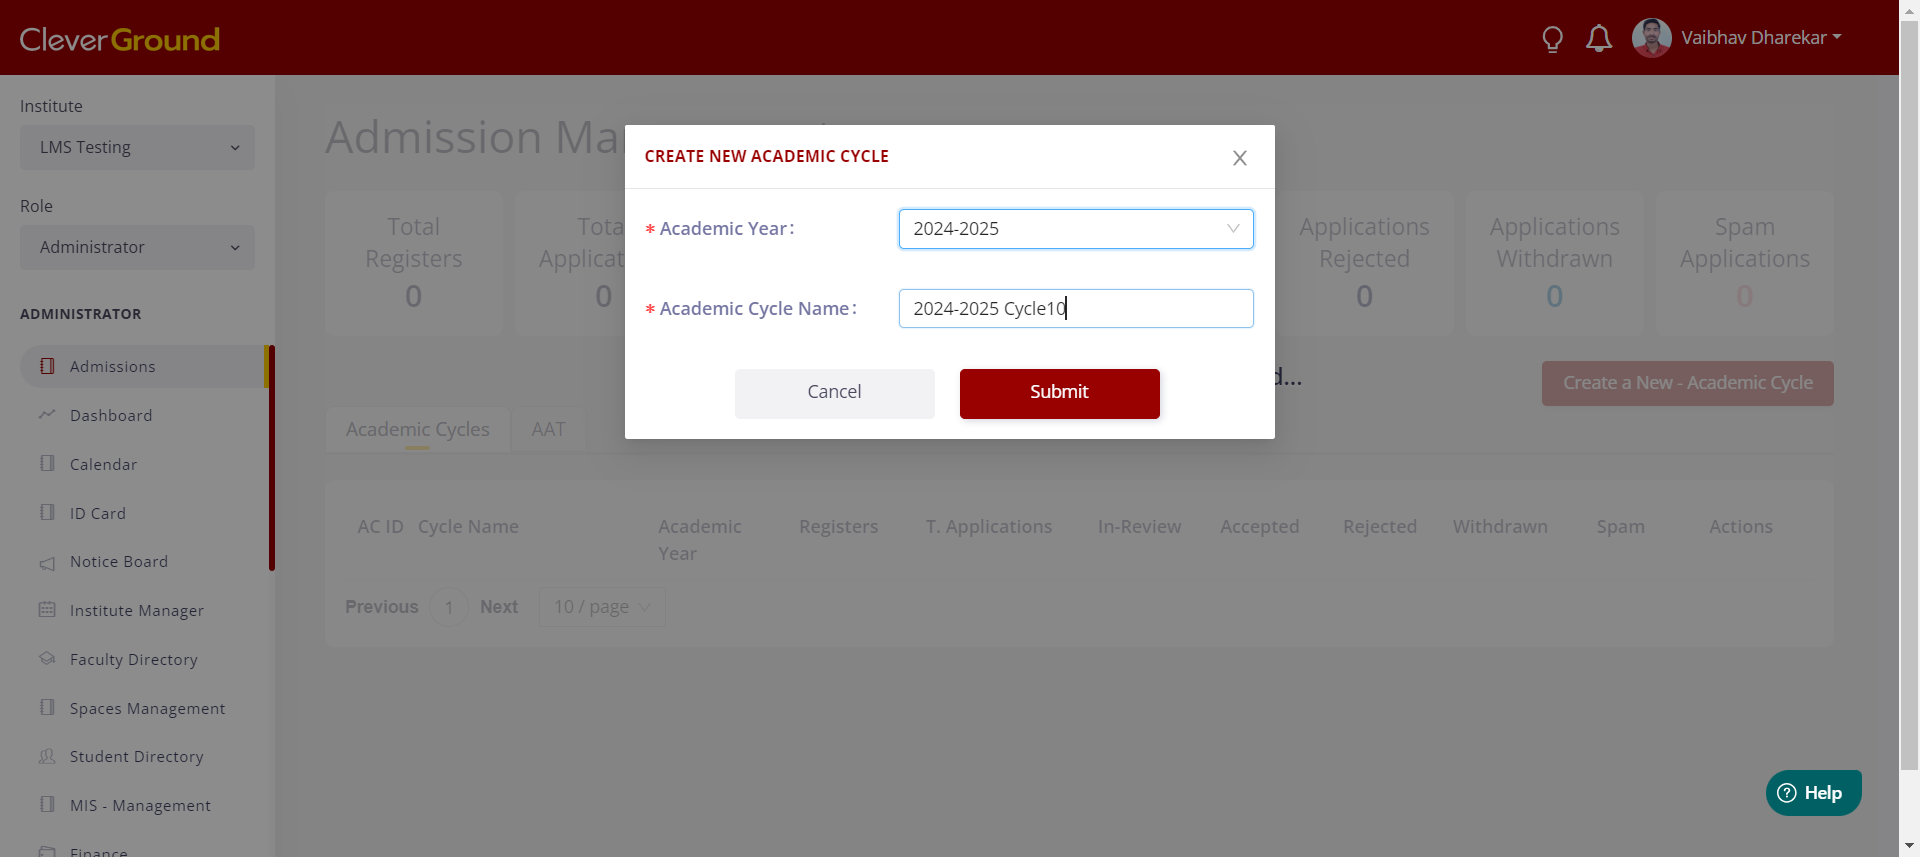 CleverGround
Vaibhav Dharekar
Institute
LMS Testing
Role
Administrator
ADMINISTRATOR
Admissions
Dashboard
Calendar
ID Card
Notice Board
Institute Manager
Faculty Directory
Spaces Management
Student Directory
MIS - Management
Finance
Admission Ma
Total
Registers
0
Tota
Applicat
0
Applications
Rejected
0
Applications
Withdrawn
0
Spam
Applications
0
CREATE NEW ACADEMIC CYCLE
* Academic Year:
2024-2025
* Academic Cycle Name:
2024-2025 Cycle10
Cancel
Submit
d...
Create a New - Academic Cycle
Academic Cycles
AAT
AC ID Cycle Name Academic Year Registers T. Applications In-Review Accepted Rejected Withdrawn Spam Actions
Previous 1 Next 10 / page
Help